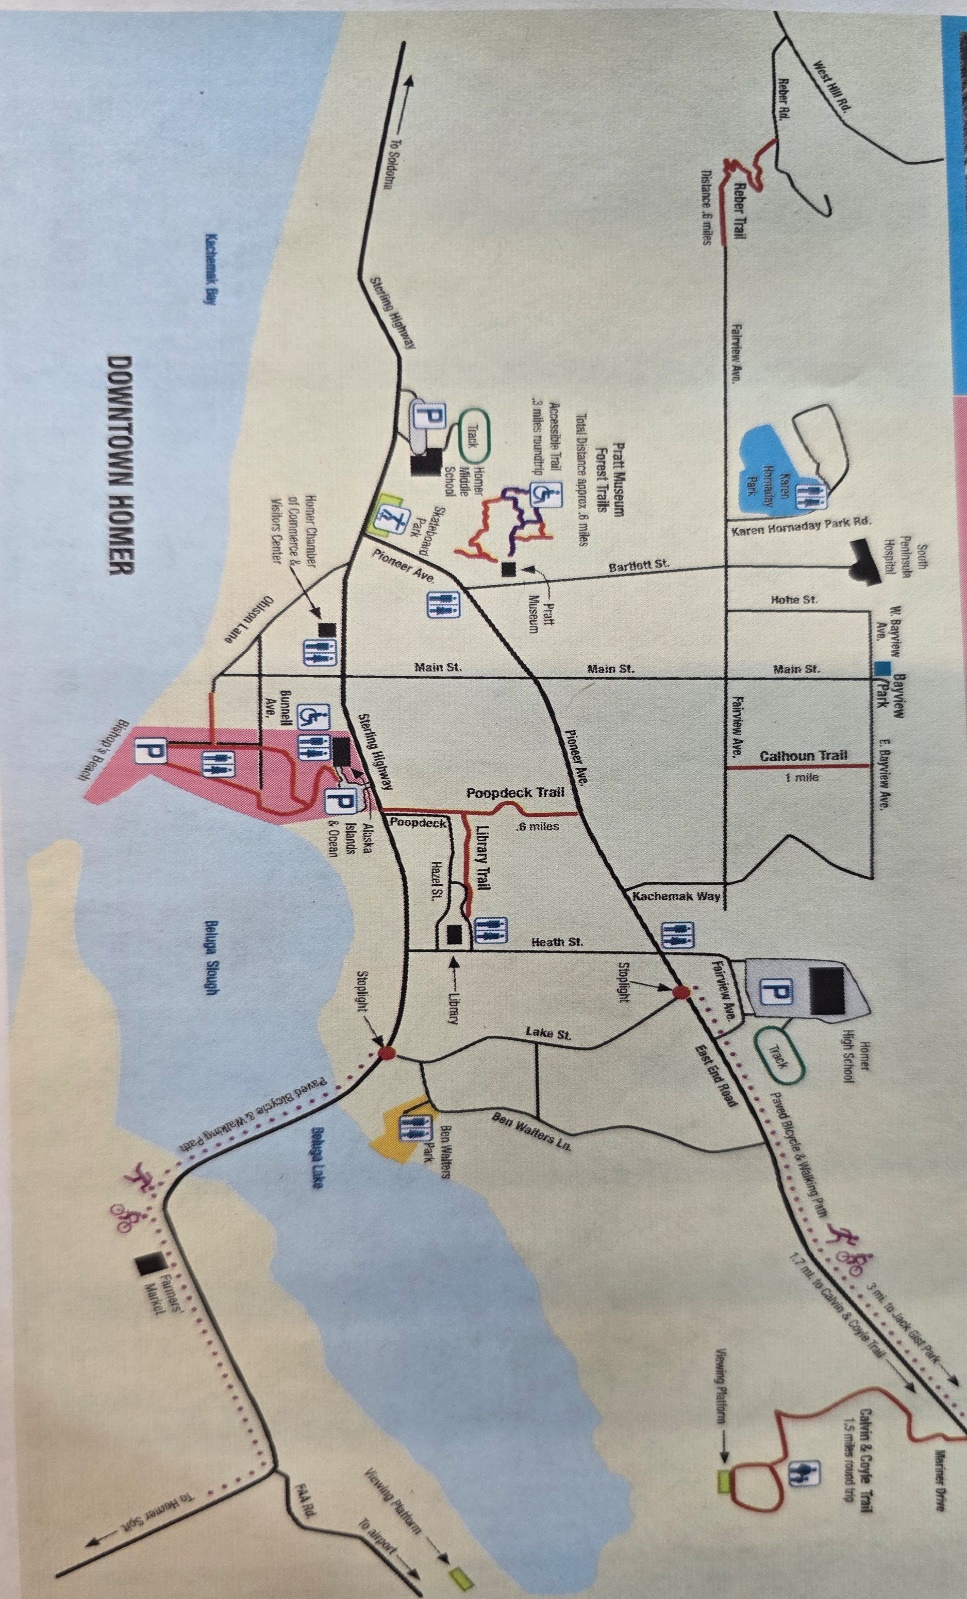 West Hill Rd.
Reber Rd.
Reber Trail
Distance .6 miles
To Soldotna
Sterling Highway
Kachemak Bay
DOWNTOWN HOMER
Fairview Ave.
Karen
Hornaday
Park
Karen Hornaday Park Rd.
South
Peninsula
Hospital
Pratt Museum
Forest Trails
Total Distance approx .6 miles
Accessible Trail
.3 miles roundtrip
P
Track
Homer
Middle
School
Skateboard
Park
Pratt
Museum
Bartlett St.
Hohe St.
W. Bayview
Ave.
Bayview
Park
E. Bayview Ave.
Pioneer Ave.
Homer Chamber
of Commerce &
Visitors Center
Ohlson Lane
Main St.
Main St.
Main St.
Fairview Ave.
Calhoun Trail
1 mile
Bunnell
Ave.
Sterling Highway
Pioneer Ave.
Bishop's Beach
P
P
Alaska
Islands
& Ocean
Poopdeck Trail
.6 miles
Poopdeck
Library Trail
Hazel St.
Kachemak Way
Heath St.
Library
Stoplight
Stoplight
Fairview Ave.
P
Homer
High School
Track
Beluga Slough
Lake St.
East End Road
Ben Walters Ln.
Ben Walters
Park
Paved Bicycle & Walking Path
Beluga Lake
Paved Bicycle & Walking Path
Farmers'
Market
3 mi. to Jack Gist Park
1.7 mi. to Calvin & Coyle Trail
Viewing Platform
Calvin & Coyle Trail
1.5 miles round trip
Mariner Drive
Viewing Platform
To airport
FAA Rd.
To Homer Spit